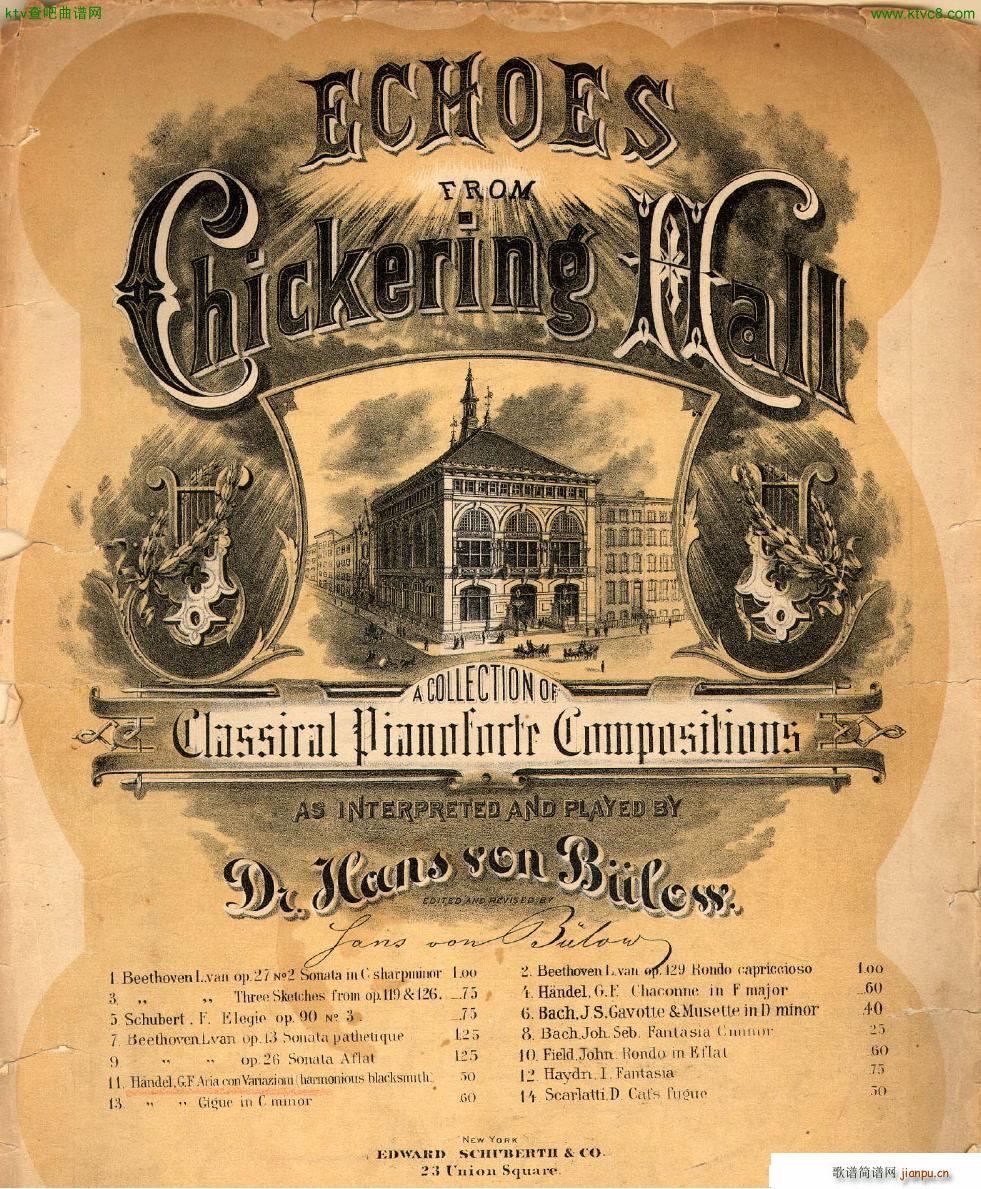 ktv查吧曲谱网 www.ktvc8.com
ECHOES
FROM
Chickering Hall
A COLLECTION OF
Classical Pianoforte Compositions
AS INTERPRETED AND PLAYED BY
Dr. Hans von Bülow.
EDITED AND REVISED BY
Hans von Bülow
1. Beethoven L.van op. 27 No 2 Sonata in C sharp minor 1.00
2. Beethoven L.van op. 129 Rondo capriccioso 1.00
3. „ „ Three Sketches from op. 119 & 126. .75
4. Händel, G.F. Chaconne in F major .60
5. Schubert. F. Elegie op. 90 No 3. .75
6. Bach, J S. Gavotte & Musette in D minor .40
7. Beethoven L.van op. 13 Sonata pathetique 1.25
8. Bach, Joh. Seb. Fantasia C minor 25
9 „ „ op. 26 Sonata A flat 1.25
10. Field, John. Rondo in E flat 60
11. Händel, G.F. Aria con Variazioni (harmonious blacksmith.) 50
12. Haydn, I. Fantasia .75
13. „ „ Gigue in C minor 60
14. Scarlatti, D. Cat's fugue 50
NEW YORK
EDWARD SCHUBERTH & CO.
23 Union Square.
歌谱简谱网 jianpu.cn